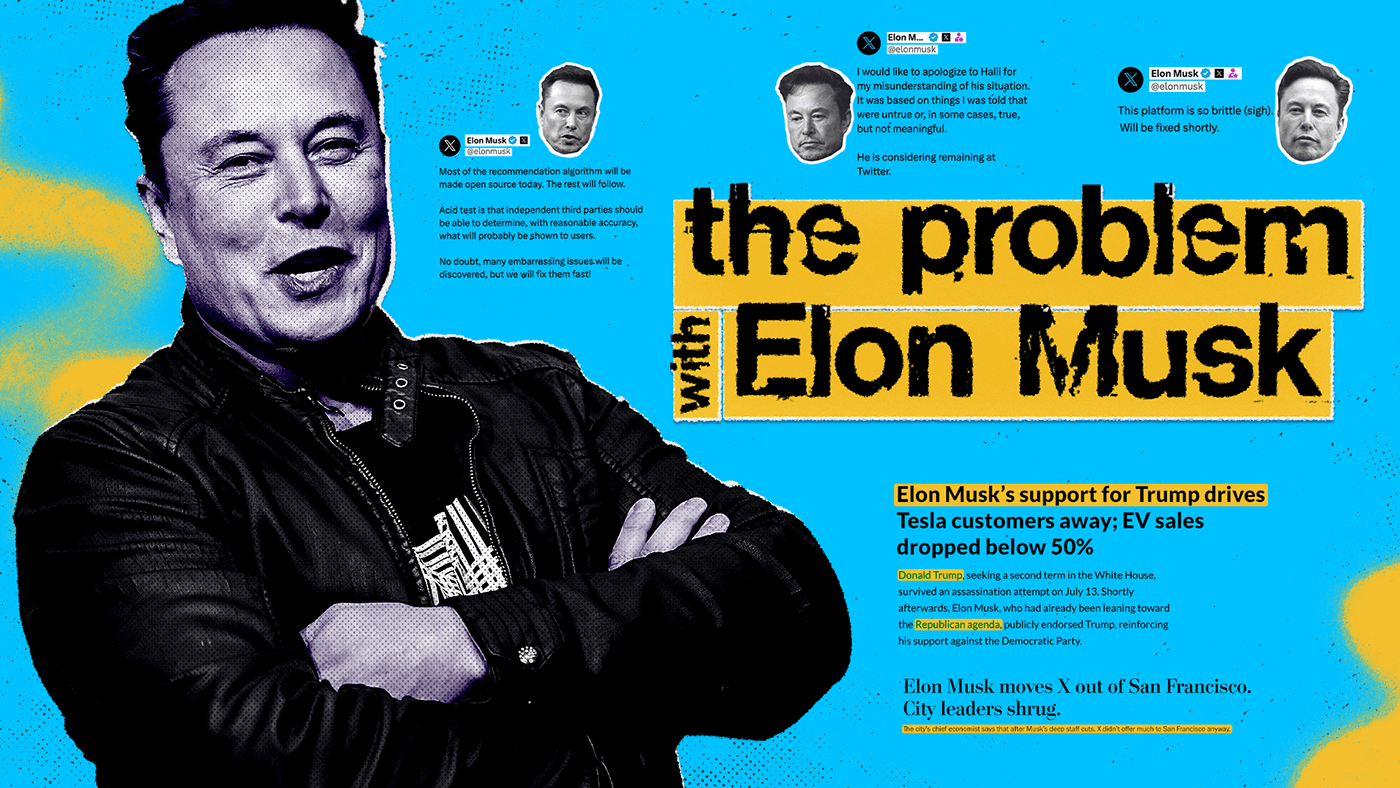 Elon Musk
@elonmusk
Most of the recommendation algorithm will be
made open source today. The rest will follow.
Acid test is that independent third parties should
be able to determine, with reasonable accuracy,
what will probably be shown to users.
No doubt, many embarrassing issues will be
discovered, but we will fix them fast!
Elon M...
@elonmusk
I would like to apologize to Halli for
my misunderstanding of his situation.
It was based on things I was told that
were untrue or, in some cases, true,
but not meaningful.
He is considering remaining at
Twitter.
Elon Musk
@elonmusk
This platform is so brittle (sigh).
Will be fixed shortly.
the problem
with
Elon Musk
Elon Musk's support for Trump drives
Tesla customers away; EV sales
dropped below 50%
Donald Trump, seeking a second term in the White House,
survived an assassination attempt on July 13. Shortly
afterwards, Elon Musk, who had already been leaning toward
the Republican agenda, publicly endorsed Trump, reinforcing
his support against the Democratic Party.
Elon Musk moves X out of San Francisco.
City leaders shrug.
The city's chief economist says that after Musk's deep staff cuts, X didn't offer much to San Francisco anyway.